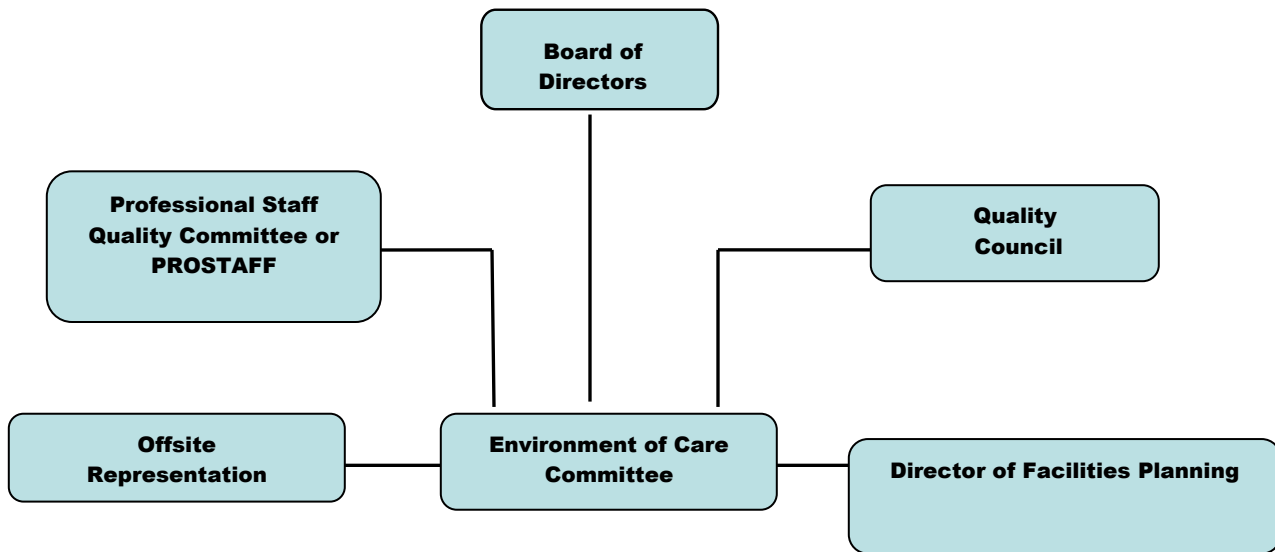 Board of
Directors
Professional Staff
Quality Committee or
PROSTAFF
Quality
Council
Offsite
Representation
Environment of Care
Committee
Director of Facilities Planning